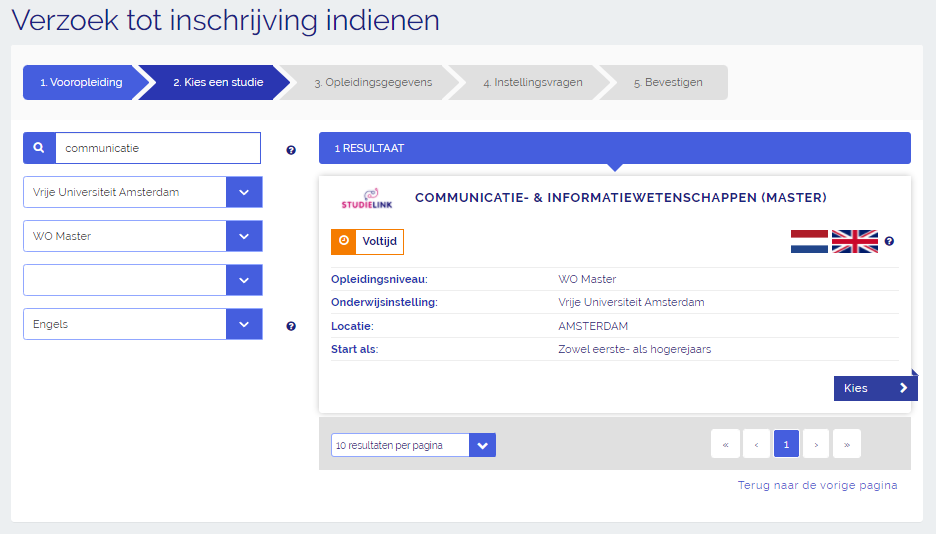 Verzoek tot inschrijving indienen
1. Vooropleiding
2. Kies een studie
3. Opleidingsgegevens
4. Instellingsvragen
5. Bevestigen
communicatie
Vrije Universiteit Amsterdam
WO Master
Engels
1 RESULTAAT
STUDIELINK
COMMUNICATIE- & INFORMATIEWETENSCHAPPEN (MASTER)
Voltijd
Opleidingsniveau: WO Master
Onderwijsinstelling: Vrije Universiteit Amsterdam
Locatie: AMSTERDAM
Start als: Zowel eerste- als hogerejaars
Kies
10 resultaten per pagina
« ‹ 1 › »
Terug naar de vorige pagina